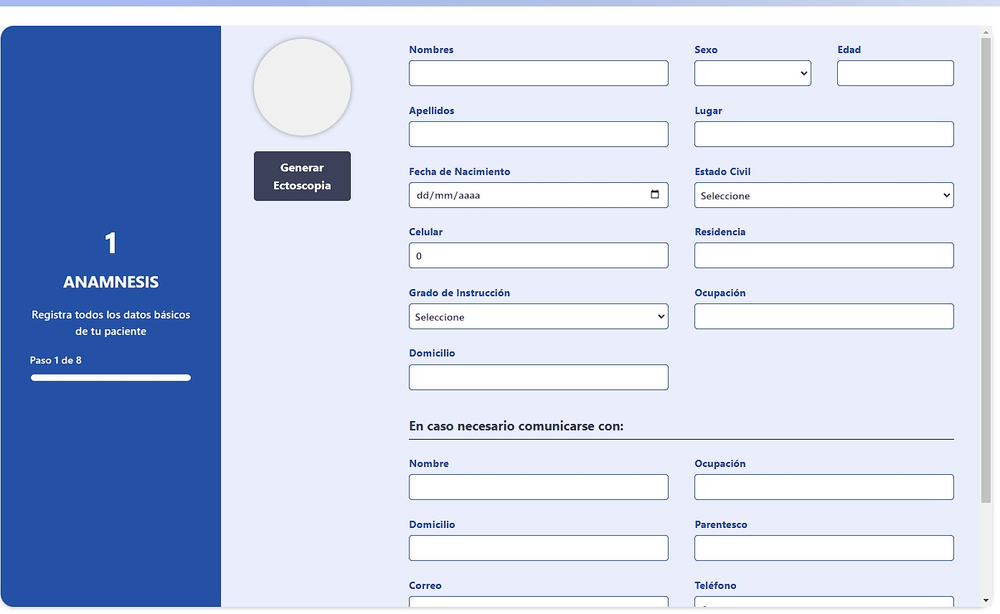 1
ANAMNESIS
Registra todos los datos básicos
de tu paciente
Paso 1 de 8
Generar
Ectoscopia
Nombres
Sexo
Edad
Apellidos
Lugar
Fecha de Nacimiento
Estado Civil
dd/mm/aaaa
Seleccione
Celular
Residencia
0
Grado de Instrucción
Ocupación
Seleccione
Domicilio
En caso necesario comunicarse con:
Nombre
Ocupación
Domicilio
Parentesco
Correo
Teléfono